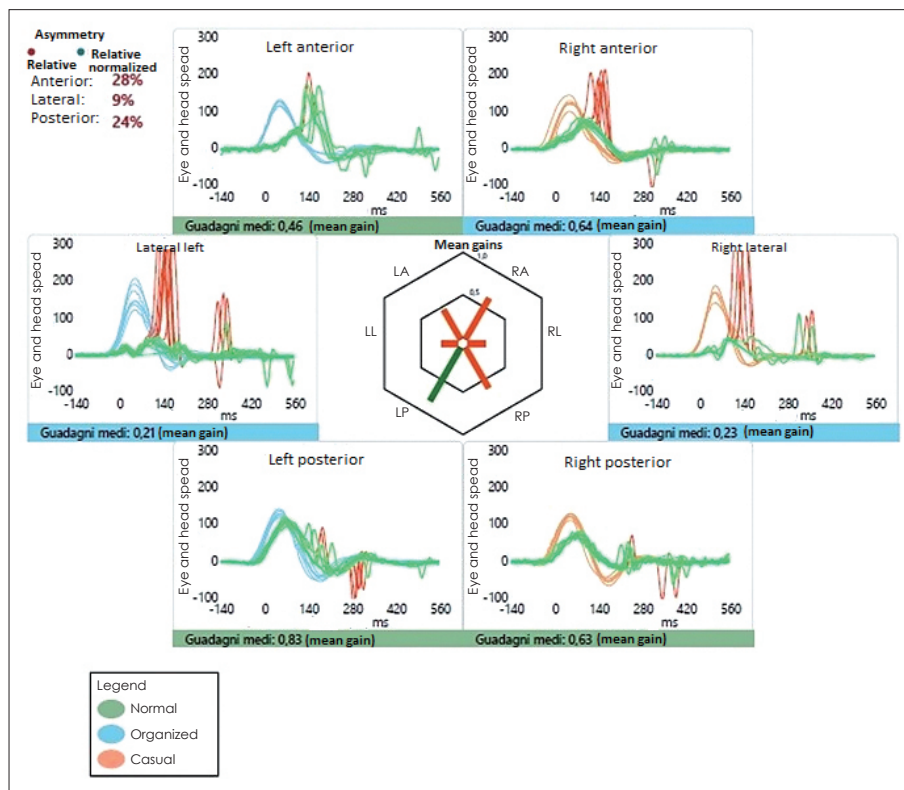 Asymmetry
Relative Relative normalized
Anterior: 28%
Lateral: 9%
Posterior: 24%
Left anterior
Eye and head spead
300
200
100
0
-100
-140 0 140 280 420 560
ms
Guadagni medi: 0,46 (mean gain)
Right anterior
Eye and head spead
300
200
100
0
-100
-140 0 140 280 420 560
ms
Guadagni medi: 0,64 (mean gain)
Lateral left
Eye and head spead
300
200
100
0
-100
-140 0 140 280 420 560
ms
Guadagni medi: 0,21 (mean gain)
Mean gains
1,0
0,5
LA RA
LL RL
LP RP
Right lateral
Eye and head spead
300
200
100
0
-100
-140 0 140 280 420 560
ms
Guadagni medi: 0,23 (mean gain)
Left posterior
Eye and head spead
300
200
100
0
-100
-140 0 140 280 420 560
ms
Guadagni medi: 0,83 (mean gain)
Right posterior
Eye and head spead
300
200
100
0
-100
-140 0 140 280 420 560
ms
Guadagni medi: 0,63 (mean gain)
Legend
Normal
Organized
Casual